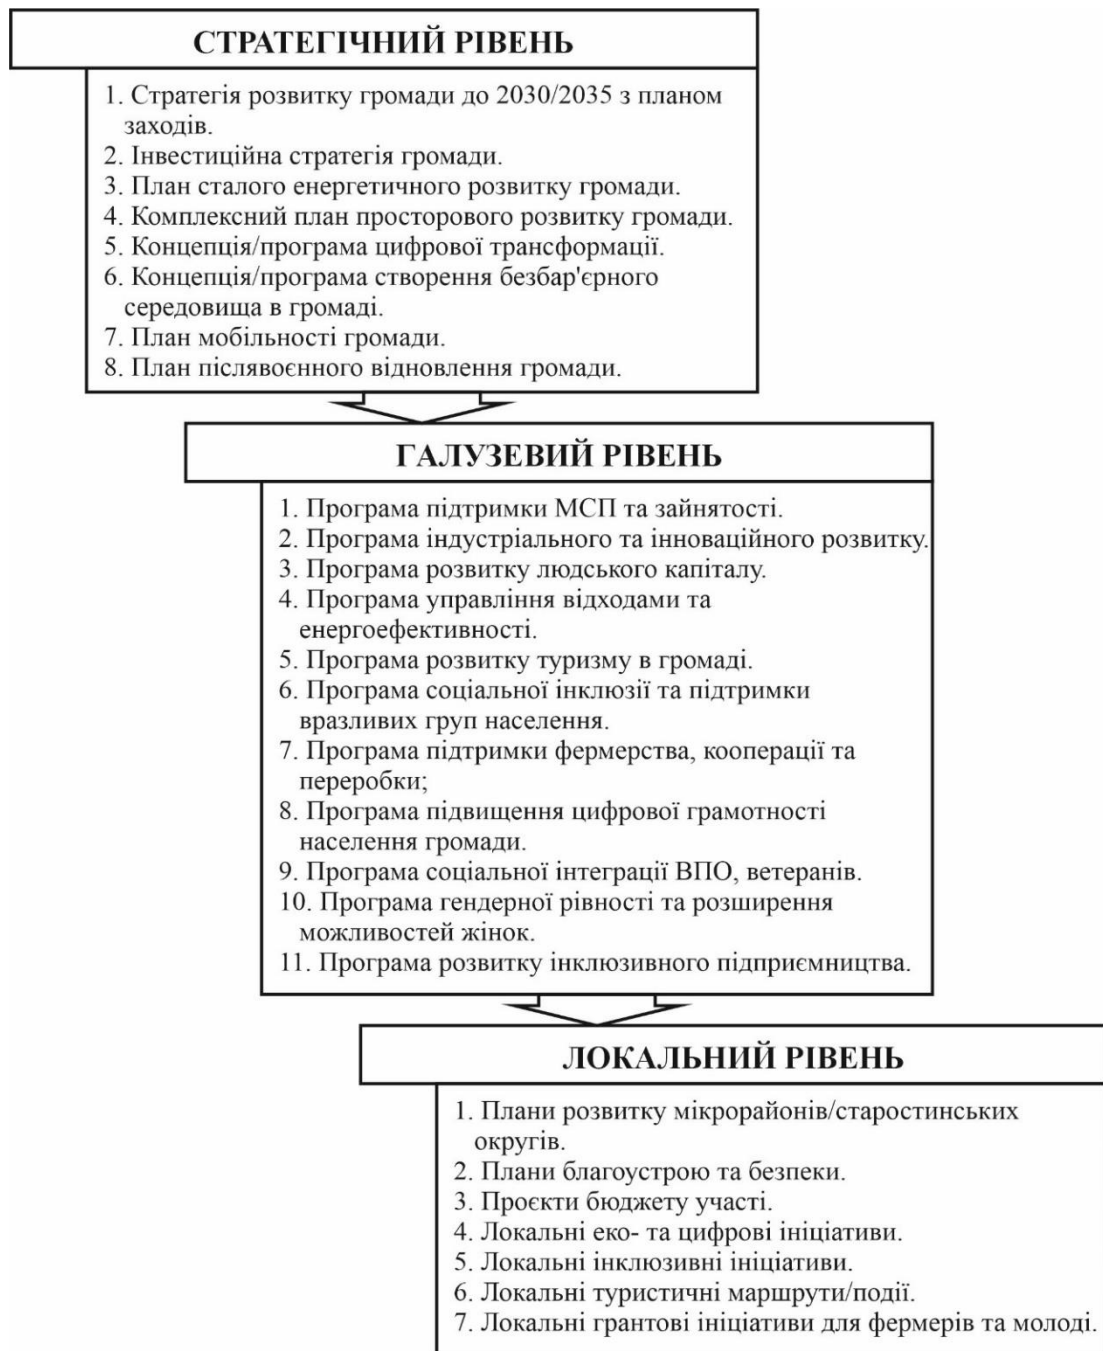 СТРАТЕГІЧНИЙ РІВЕНЬ
1. Стратегія розвитку громади до 2030/2035 з планом
заходів.
2. Інвестиційна стратегія громади.
3. План сталого енергетичного розвитку громади.
4. Комплексний план просторового розвитку громади.
5. Концепція/програма цифрової трансформації.
6. Концепція/програма створення безбар'єрного
середовища в громаді.
7. План мобільності громади.
8. План післявоєнного відновлення громади.
ГАЛУЗЕВИЙ РІВЕНЬ
1. Програма підтримки МСП та зайнятості.
2. Програма індустріального та інноваційного розвитку.
3. Програма розвитку людського капіталу.
4. Програма управління відходами та
енергоефективності.
5. Програма розвитку туризму в громаді.
6. Програма соціальної інклюзії та підтримки
вразливих груп населення.
7. Програма підтримки фермерства, кооперації та
переробки;
8. Програма підвищення цифрової грамотності
населення громади.
9. Програма соціальної інтеграції ВПО, ветеранів.
10. Програма гендерної рівності та розширення
можливостей жінок.
11. Програма розвитку інклюзивного підприємництва.
ЛОКАЛЬНИЙ РІВЕНЬ
1. Плани розвитку мікрорайонів/старостинських
округів.
2. Плани благоустрою та безпеки.
3. Проєкти бюджету участі.
4. Локальні еко- та цифрові ініціативи.
5. Локальні інклюзивні ініціативи.
6. Локальні туристичні маршрути/події.
7. Локальні грантові ініціативи для фермерів та молоді.